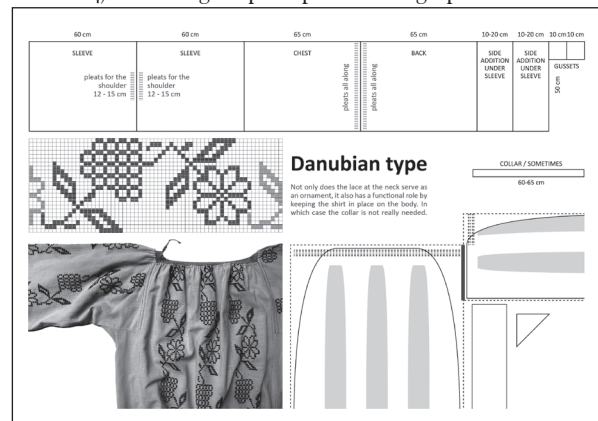 60 cm 60 cm 65 cm 65 cm 10-20 cm 10-20 cm 10 cm 10 cm
SLEEVE SLEEVE CHEST BACK SIDE ADDITION UNDER SLEEVE SIDE ADDITION UNDER SLEEVE GUSSETS
pleats for the
shoulder
12 - 15 cm
pleats for the
shoulder
12 - 15 cm
pleats all along
pleats all along
50 cm
Danubian type
Not only does the lace at the neck serve as
an ornament, it also has a functional role by
keeping the shirt in place on the body. In
which case the collar is not really needed.
COLLAR / SOMETIMES
60-65 cm